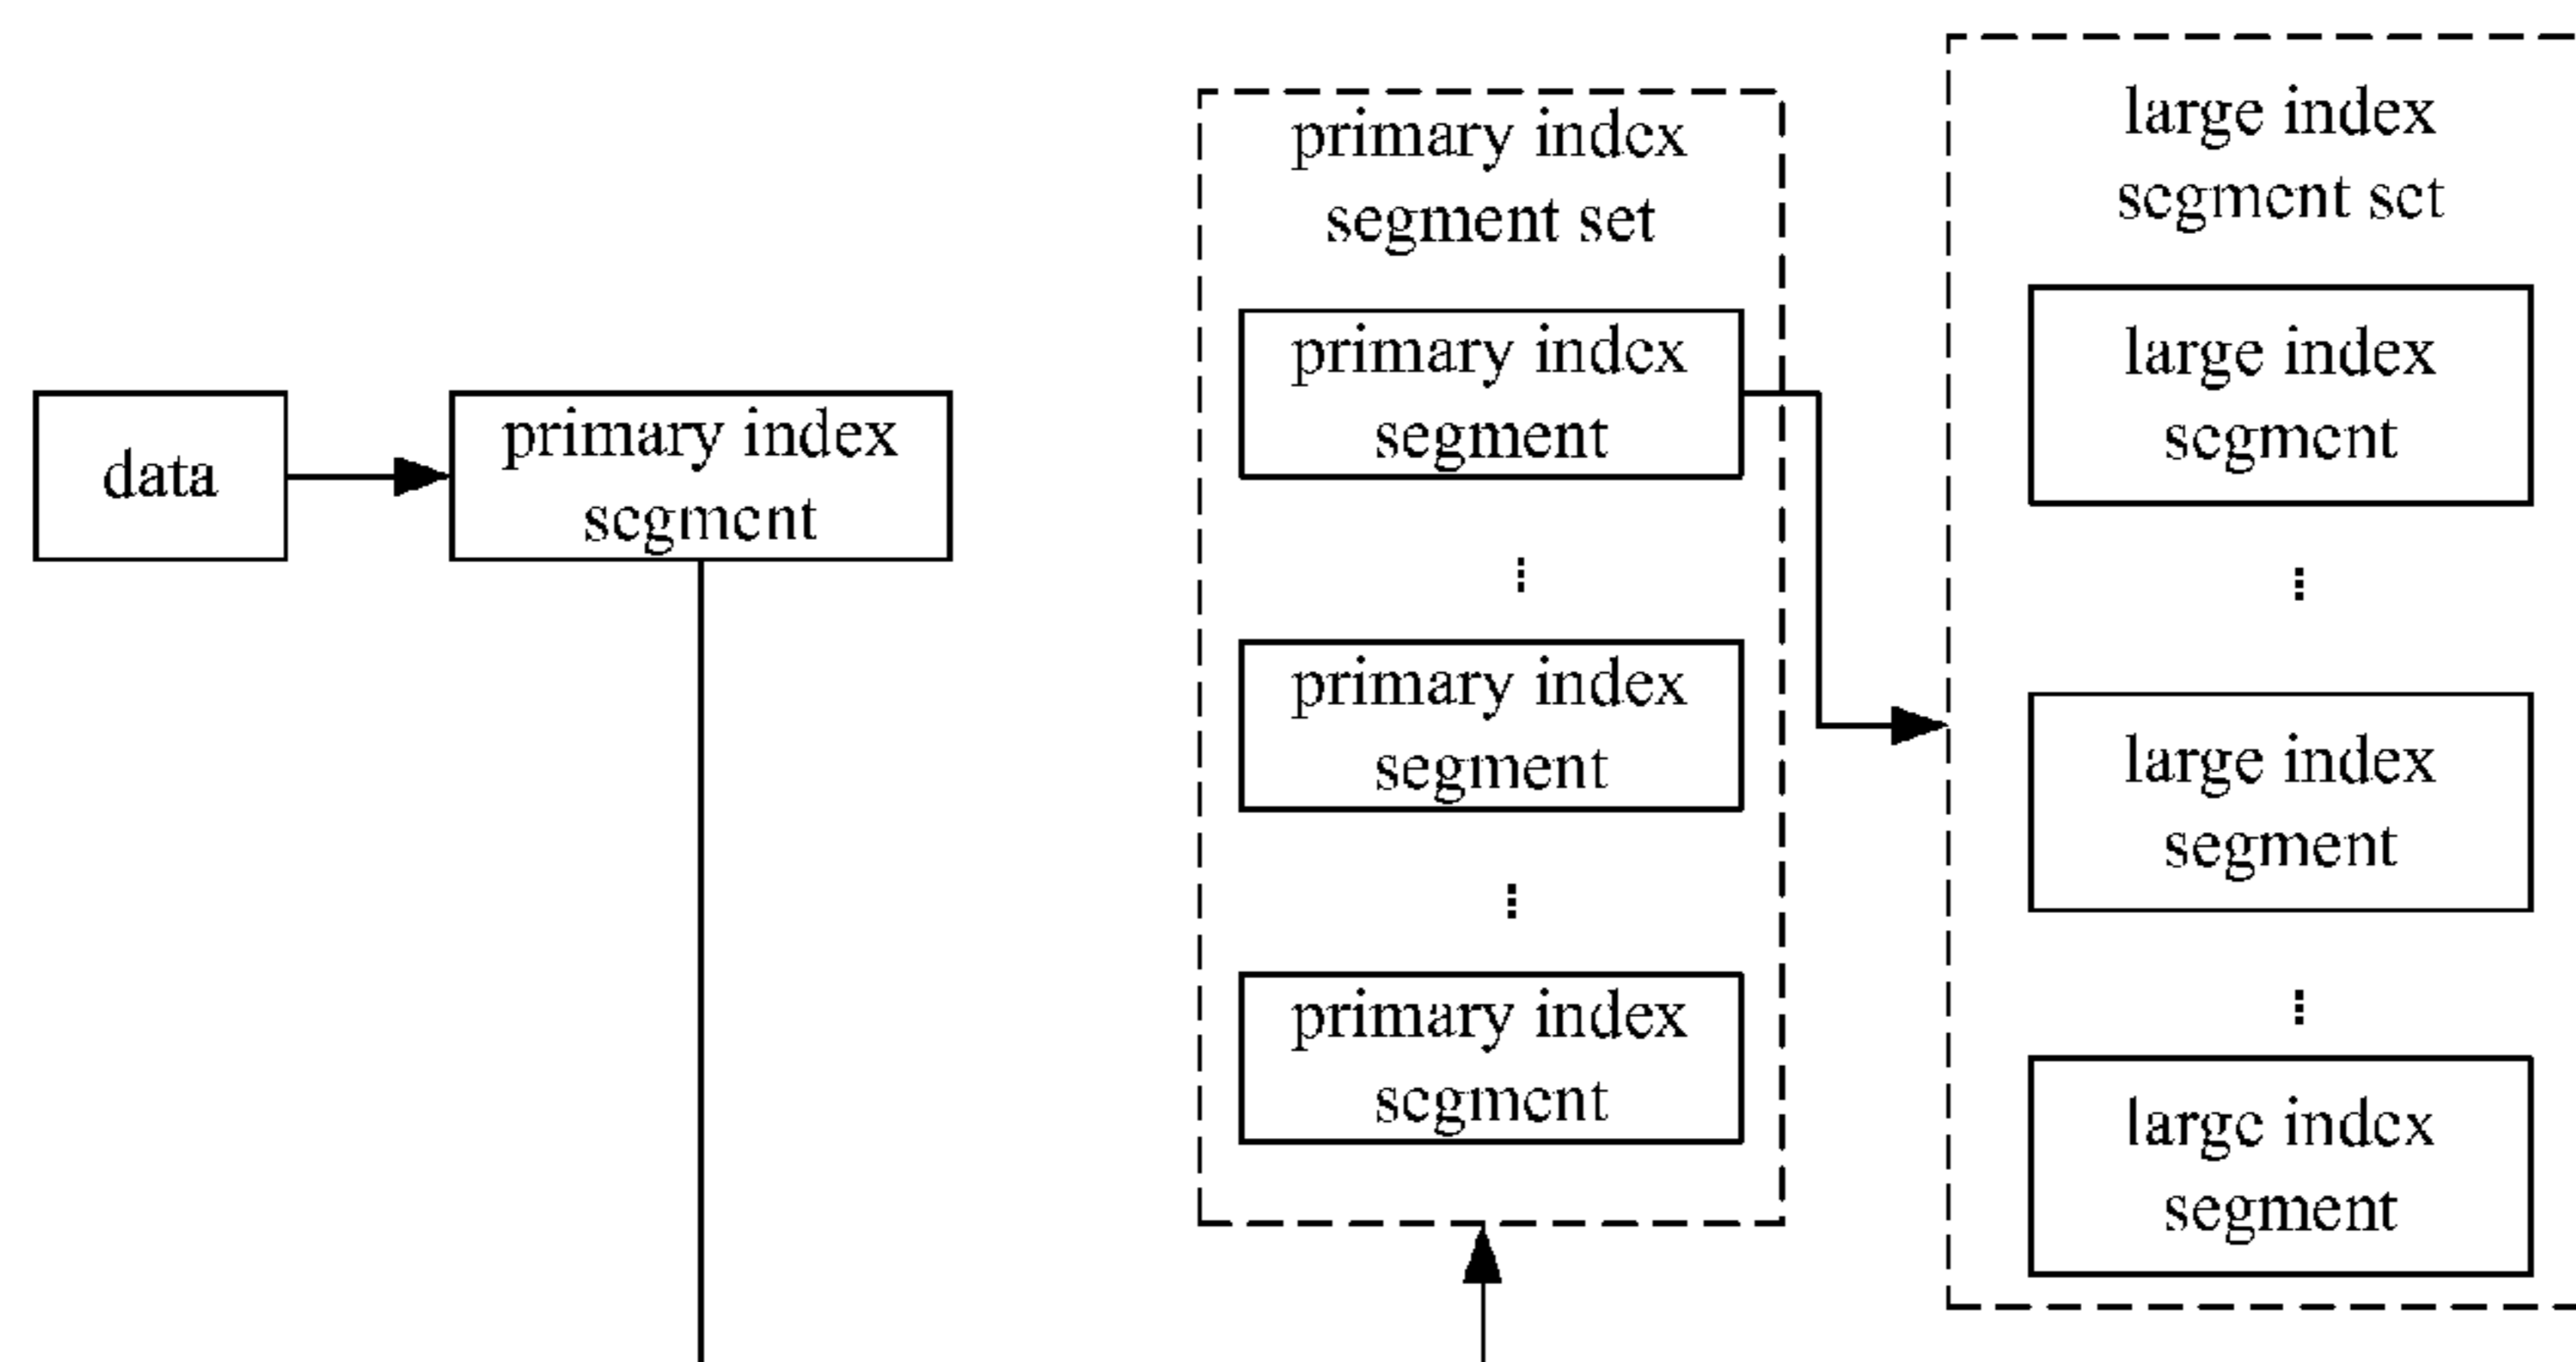 data
primary index
segment
primary index
segment set
primary index
segment
primary index
segment
primary index
segment
large index
segment set
large index
segment
large index
segment
large index
segment